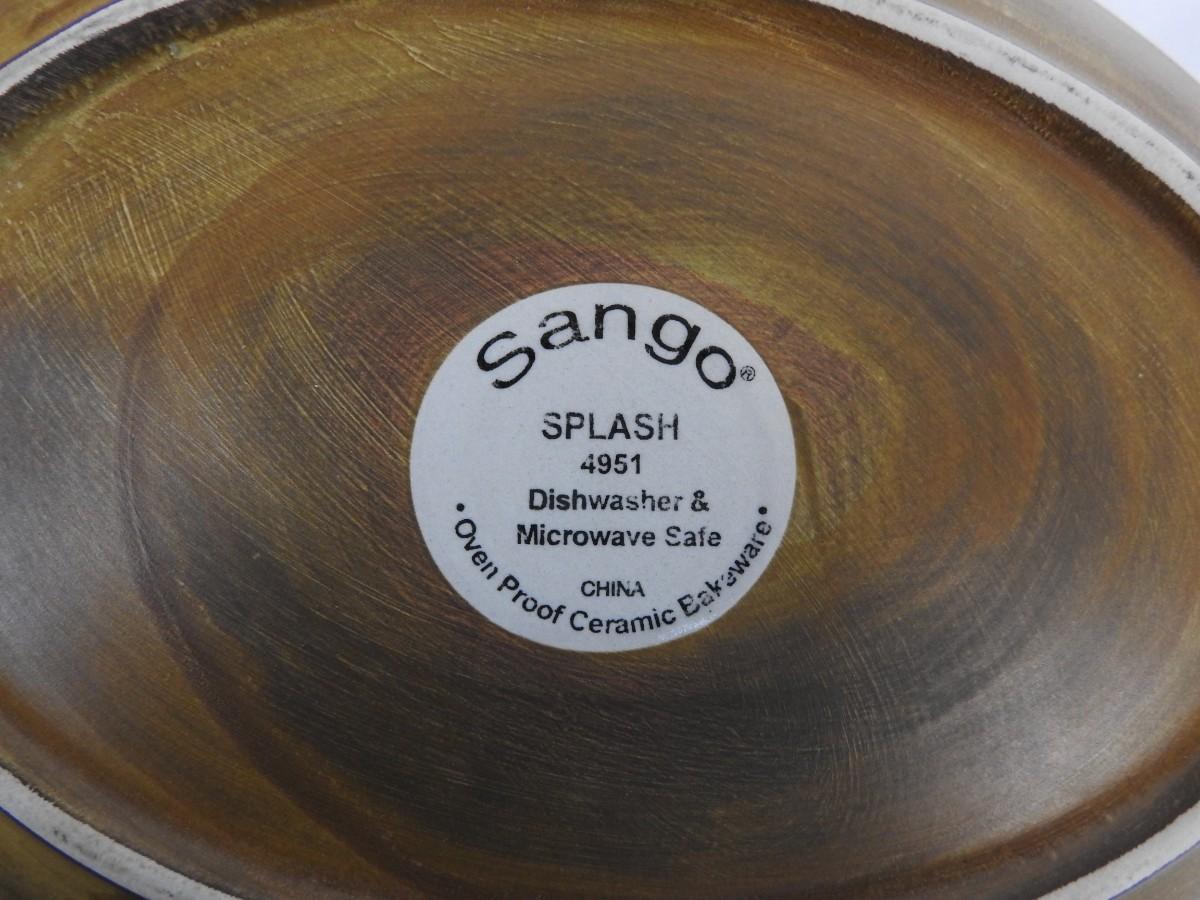 Sango®
SPLASH
4951
Dishwasher &
Microwave Safe
CHINA
• Oven Proof Ceramic Bakeware •